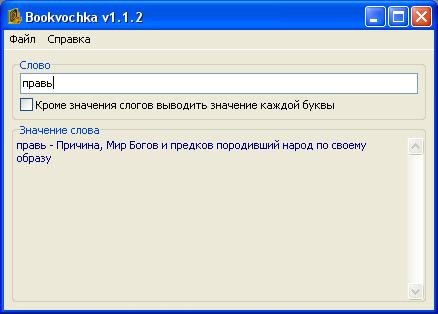 Bookvochka v1.1.2
Файл Справка
Слово
правь
Кроме значения слогов выводить значение каждой буквы
Значение слова
правь - Причина, Мир Богов и предков породивший народ по своему
образу